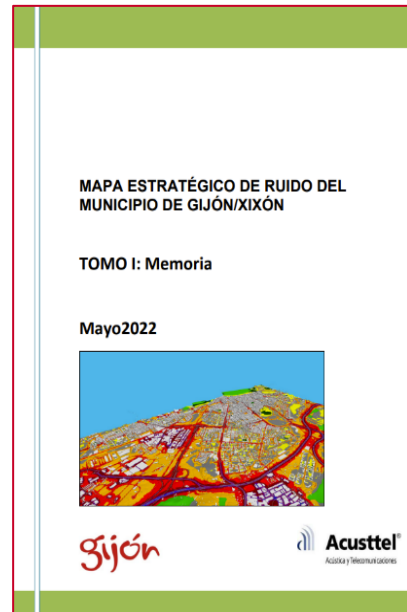 MAPA ESTRATÉGICO DE RUIDO DEL
MUNICIPIO DE GIJÓN/XIXÓN
TOMO I: Memoria
Mayo2022
gijón
Acusttel®
Acústica y Telecomunicaciones